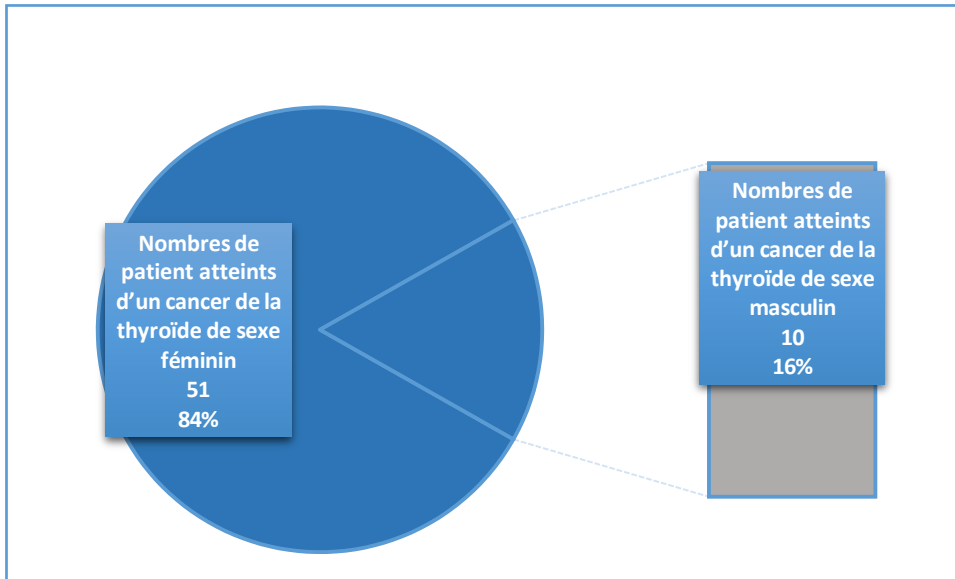 Nombres de
patient atteints
d’un cancer de la
thyroïde de sexe
féminin
51
84%
Nombres de
patient atteints
d’un cancer de la
thyroïde de sexe
masculin
10
16%